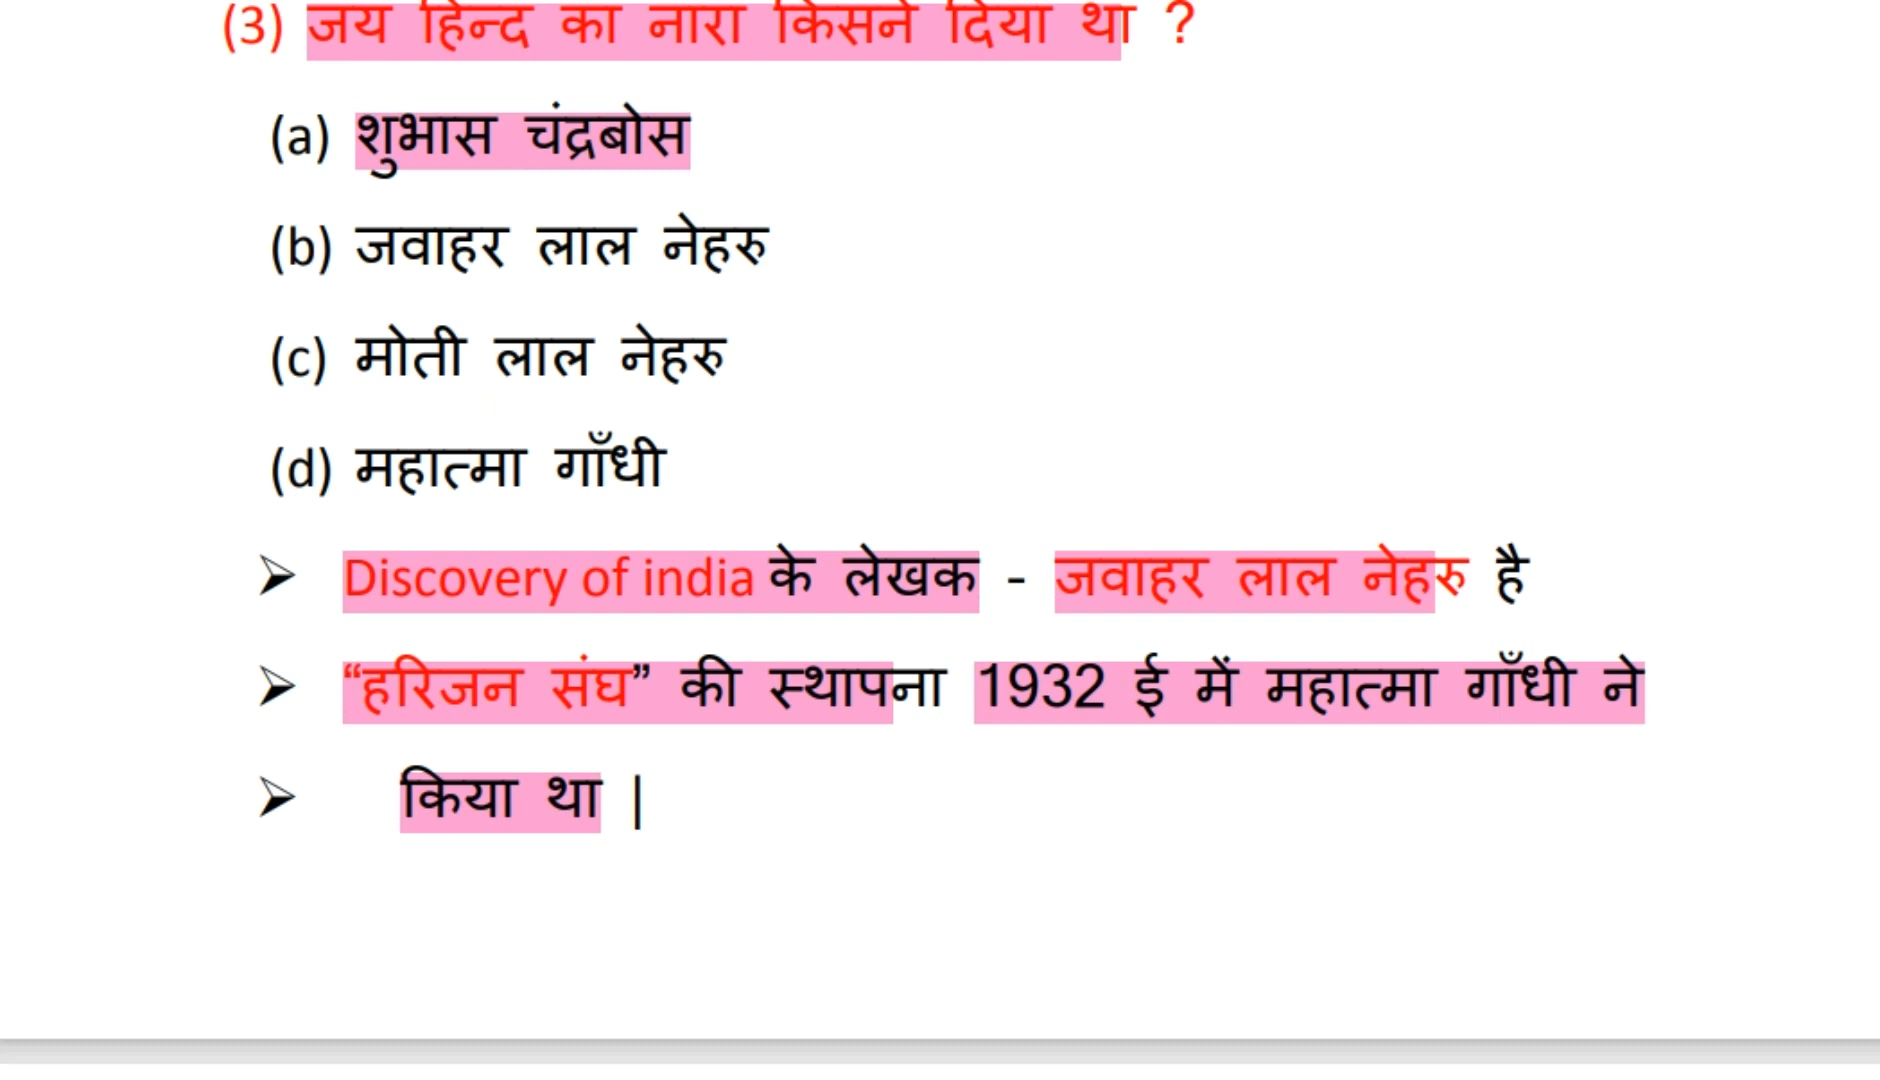 (3) जय हिन्द का नारा किसने दिया था ?
(a) शुभास चंद्रबोस
(b) जवाहर लाल नेहरु
(c) मोती लाल नेहरु
(d) महात्मा गाँधी
➢ Discovery of india के लेखक - जवाहर लाल नेहरु है
➢ “हरिजन संघ” की स्थापना 1932 ई में महात्मा गाँधी ने
➢ किया था |